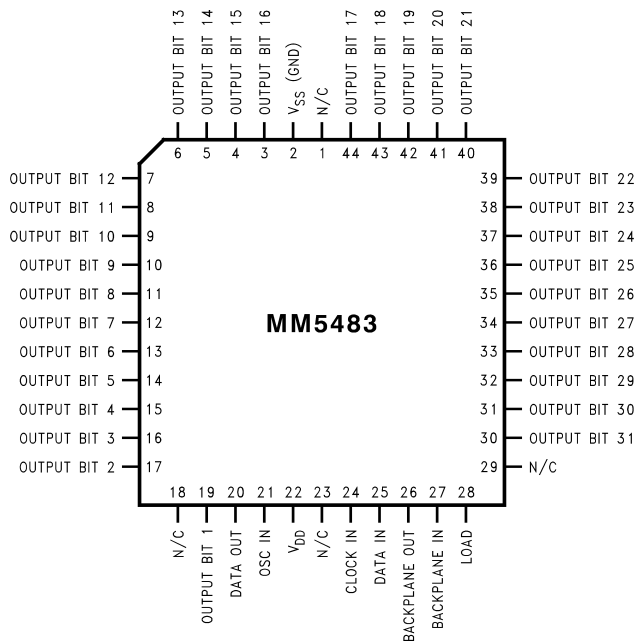 OUTPUT BIT 13
OUTPUT BIT 14
OUTPUT BIT 15
OUTPUT BIT 16
VSS (GND)
N/C
OUTPUT BIT 17
OUTPUT BIT 18
OUTPUT BIT 19
OUTPUT BIT 20
OUTPUT BIT 21
6 5 4 3 2 1 44 43 42 41 40
OUTPUT BIT 12 7 39 OUTPUT BIT 22
OUTPUT BIT 11 8 38 OUTPUT BIT 23
OUTPUT BIT 10 9 37 OUTPUT BIT 24
OUTPUT BIT 9 10 36 OUTPUT BIT 25
OUTPUT BIT 8 11 35 OUTPUT BIT 26
OUTPUT BIT 7 12 MM5483 34 OUTPUT BIT 27
OUTPUT BIT 6 13 33 OUTPUT BIT 28
OUTPUT BIT 5 14 32 OUTPUT BIT 29
OUTPUT BIT 4 15 31 OUTPUT BIT 30
OUTPUT BIT 3 16 30 OUTPUT BIT 31
OUTPUT BIT 2 17 29 N/C
18 19 20 21 22 23 24 25 26 27 28
N/C
OUTPUT BIT 1
DATA OUT
OSC IN
VDD
N/C
CLOCK IN
DATA IN
BACKPLANE OUT
BACKPLANE IN
LOAD